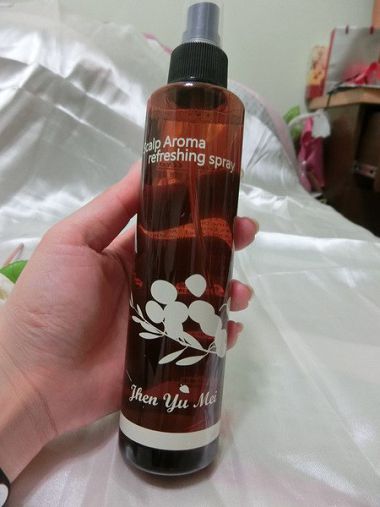 Scalp Aroma
refreshing spray
Jhen Yu Mei